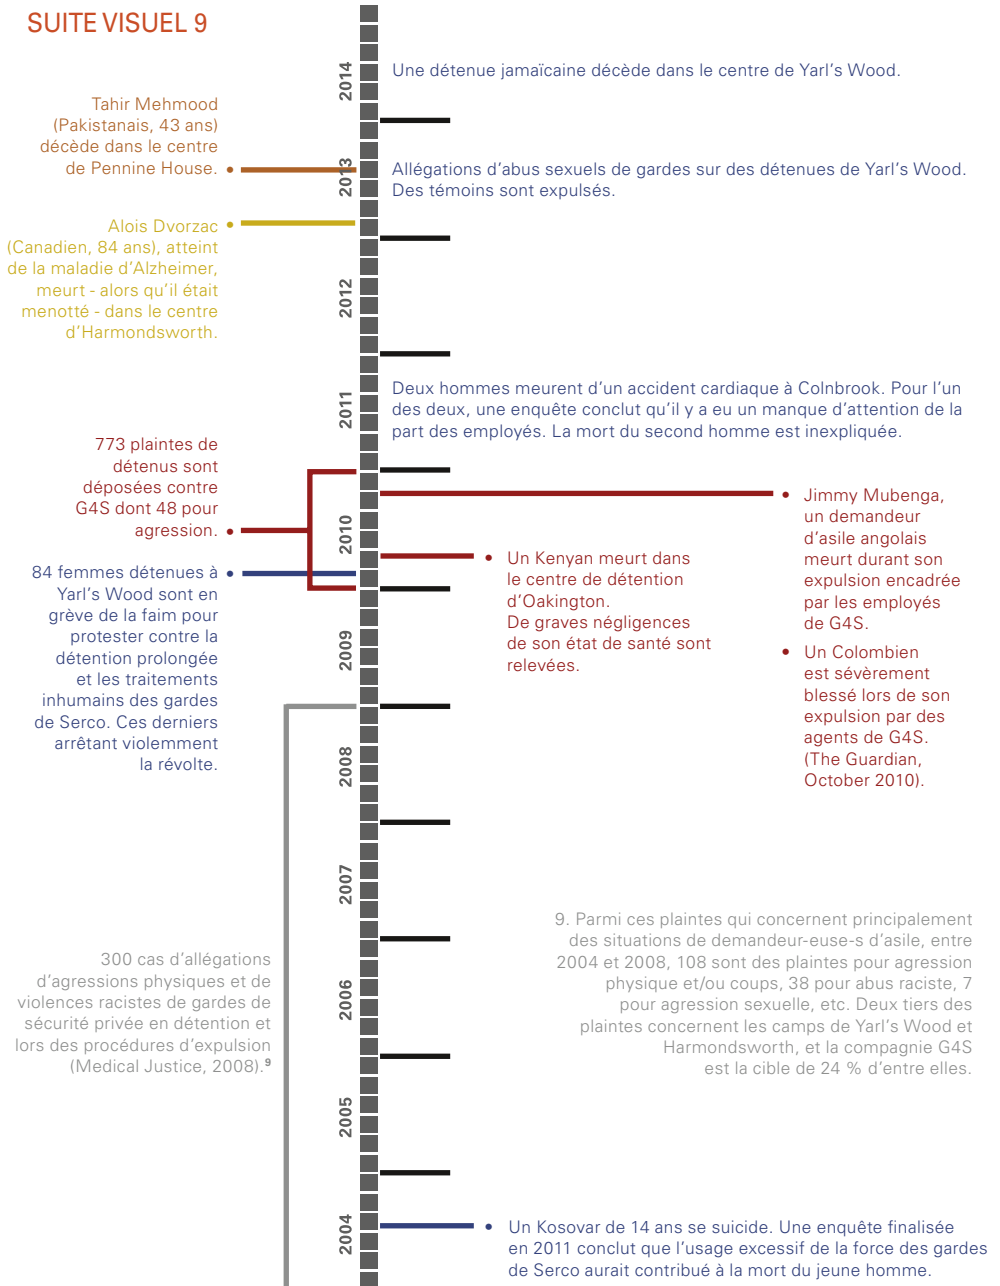 SUITE VISUEL 9
2014
Une détenue jamaïcaine décède dans le centre de Yarl's Wood.
Tahir Mehmood
(Pakistanais, 43 ans)
décède dans le centre
de Pennine House. •
2013
Allégations d'abus sexuels de gardes sur des détenues de Yarl's Wood.
Des témoins sont expulsés.
Alois Dvorzac •
(Canadien, 84 ans), atteint
de la maladie d'Alzheimer,
meurt - alors qu'il était
menotté - dans le centre
d'Harmondsworth.
2012
2011
Deux hommes meurent d'un accident cardiaque à Colnbrook. Pour l'un
des deux, une enquête conclut qu'il y a eu un manque d'attention de la
part des employés. La mort du second homme est inexpliquée.
773 plaintes de
détenus sont
déposées contre
G4S dont 48 pour
agression. •
2010
• Jimmy Mubenga,
un demandeur
d'asile angolais
meurt durant son
expulsion encadrée
par les employés
de G4S.
• Un Colombien
est sévèrement
blessé lors de son
expulsion par des
agents de G4S.
(The Guardian,
October 2010).
• Un Kenyan meurt dans
le centre de détention
d'Oakington.
De graves négligences
de son état de santé sont
relevées.
84 femmes détenues à •
Yarl's Wood sont en
grève de la faim pour
protester contre la
détention prolongée
et les traitements
inhumains des gardes
de Serco. Ces derniers
arrêtant violemment
la révolte.
2009
2008
2007
300 cas d'allégations
d'agressions physiques et de
violences racistes de gardes de
sécurité privée en détention et
lors des procédures d'expulsion
(Medical Justice, 2008).⁹
9. Parmi ces plaintes qui concernent principalement
des situations de demandeur-euse-s d'asile, entre
2004 et 2008, 108 sont des plaintes pour agression
physique et/ou coups, 38 pour abus raciste, 7
pour agression sexuelle, etc. Deux tiers des
plaintes concernent les camps de Yarl's Wood et
Harmondsworth, et la compagnie G4S
est la cible de 24 % d'entre elles.
2006
2005
2004
• Un Kosovar de 14 ans se suicide. Une enquête finalisée
en 2011 conclut que l'usage excessif de la force des gardes
de Serco aurait contribué à la mort du jeune homme.